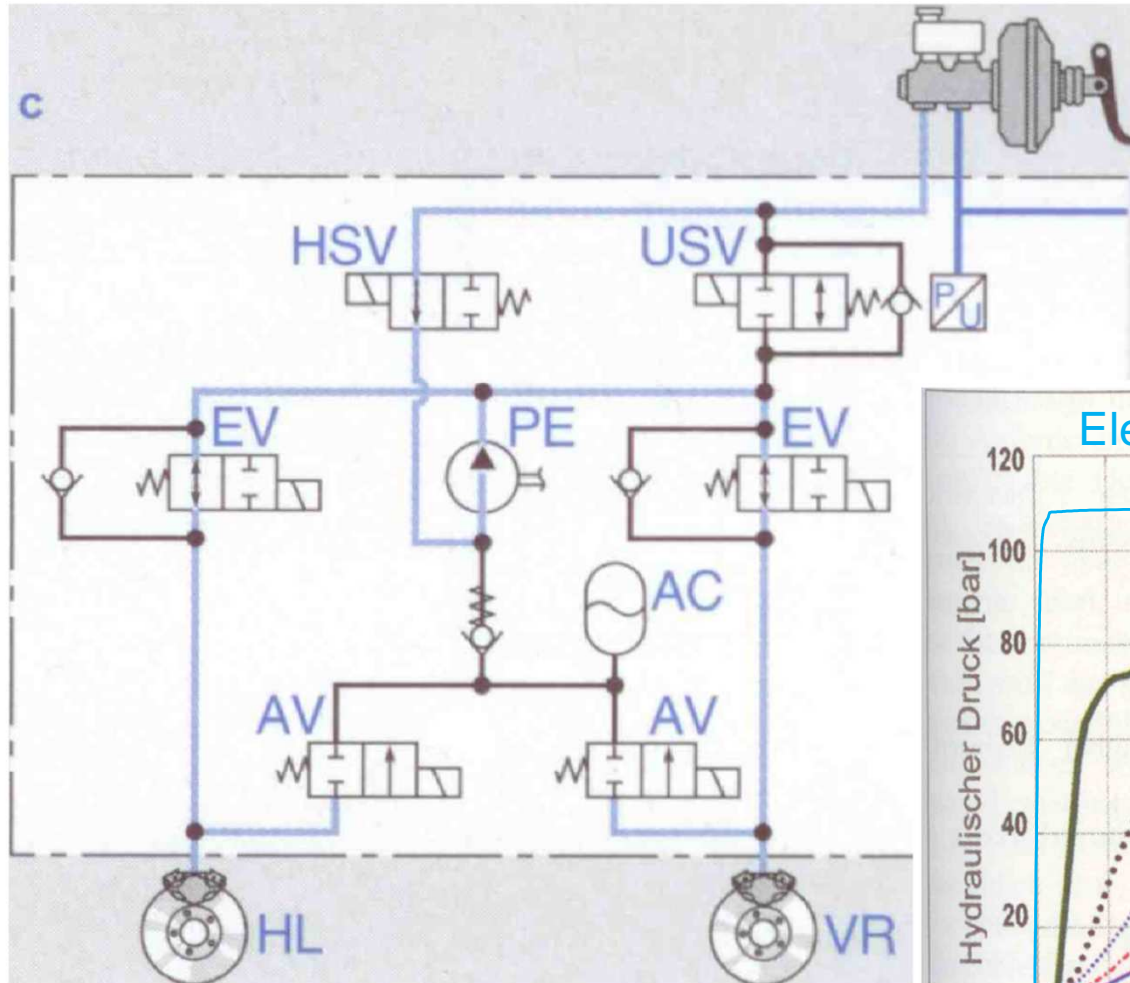 c
HSV
USV
P
U
EV
PE
EV
AC
AV
AV
HL
VR
120
100
80
60
40
20
Hydraulischer Druck [bar]